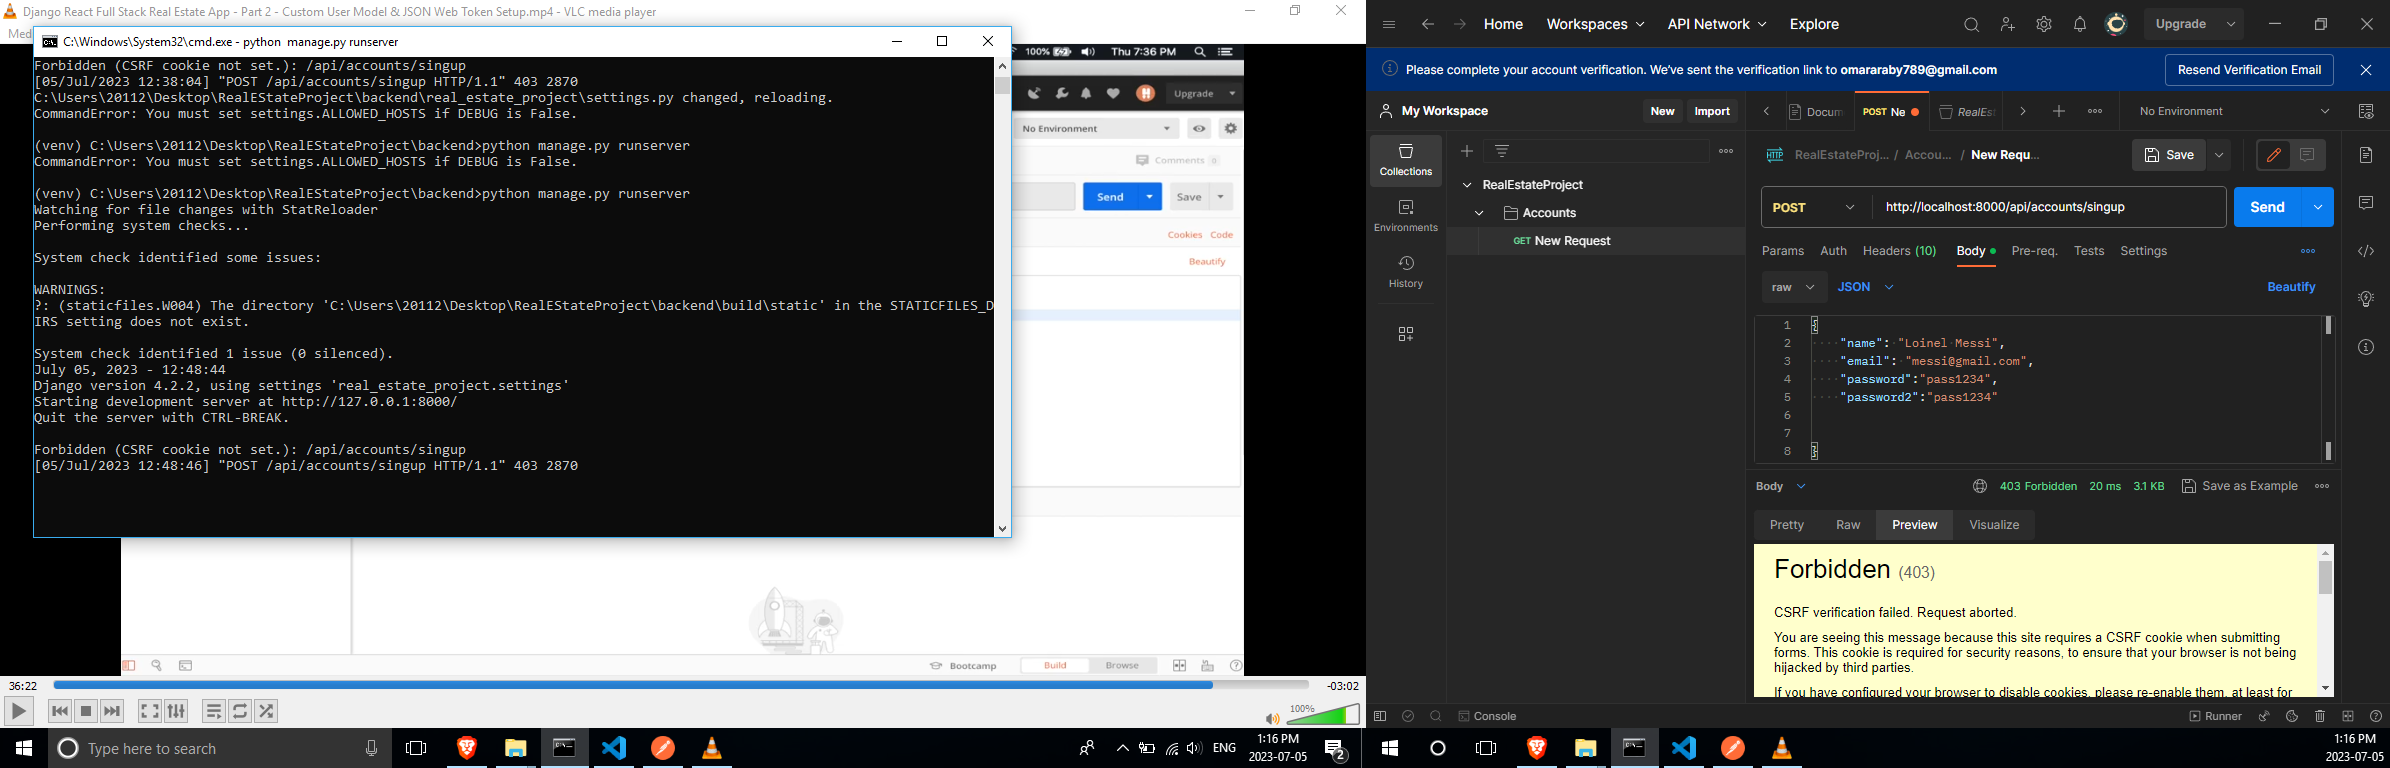 Django React Full Stack Real Estate App - Part 2 - Custom User Model & JSON Web Token Setup.mp4 - VLC media player
Med
C:\Windows\System32\cmd.exe - python  manage.py runserver
Forbidden (CSRF cookie not set.): /api/accounts/singup
[05/Jul/2023 12:38:04] "POST /api/accounts/singup HTTP/1.1" 403 2870
C:\Users\20112\Desktop\RealEStateProject\backend\real_estate_project\settings.py changed, reloading.
CommandError: You must set settings.ALLOWED_HOSTS if DEBUG is False.
(venv) C:\Users\20112\Desktop\RealEStateProject\backend>python manage.py runserver
CommandError: You must set settings.ALLOWED_HOSTS if DEBUG is False.
(venv) C:\Users\20112\Desktop\RealEStateProject\backend>python manage.py runserver
Watching for file changes with StatReloader
Performing system checks...
System check identified some issues:
WARNINGS:
?: (staticfiles.W004) The directory 'C:\Users\20112\Desktop\RealEStateProject\backend\build\static' in the STATICFILES_D
IRS setting does not exist.
System check identified 1 issue (0 silenced).
July 05, 2023 - 12:48:44
Django version 4.2.2, using settings 'real_estate_project.settings'
Starting development server at http://127.0.0.1:8000/
Quit the server with CTRL-BREAK.
Forbidden (CSRF cookie not set.): /api/accounts/singup
[05/Jul/2023 12:48:46] "POST /api/accounts/singup HTTP/1.1" 403 2870
100% Thu 7:36 PM
Upgrade
No Environment
Comments 0
Send Save
Cookies Code
Beautify
Bootcamp Build Browse
36:22 -03:02
100%
Type here to search
ENG
1:16 PM
2023-07-05
2
Home Workspaces API Network Explore Upgrade
Please complete your account verification. We've sent the verification link to omararaby789@gmail.com
Resend Verification Email
My Workspace New Import
Docum POST Ne RealEst No Environment
Collections
Environments
History
RealEstateProject
Accounts
GET New Request
HTTP RealEstateProj... / Accou... / New Requ... Save
POST http://localhost:8000/api/accounts/singup Send
Params Auth Headers (10) Body Pre-req. Tests Settings
raw JSON Beautify
1 {
2 "name": "Loinel Messi",
3 "email": "messi@gmail.com",
4 "password":"pass1234",
5 "password2":"pass1234"
6
7
8 }
Body 403 Forbidden 20 ms 3.1 KB Save as Example
Pretty Raw Preview Visualize
Forbidden (403)
CSRF verification failed. Request aborted.
You are seeing this message because this site requires a CSRF cookie when submitting
forms. This cookie is required for security reasons, to ensure that your browser is not being
hijacked by third parties.
If you have configured your browser to disable cookies, please re-enable them, at least for
Console Runner
1:16 PM
2023-07-05